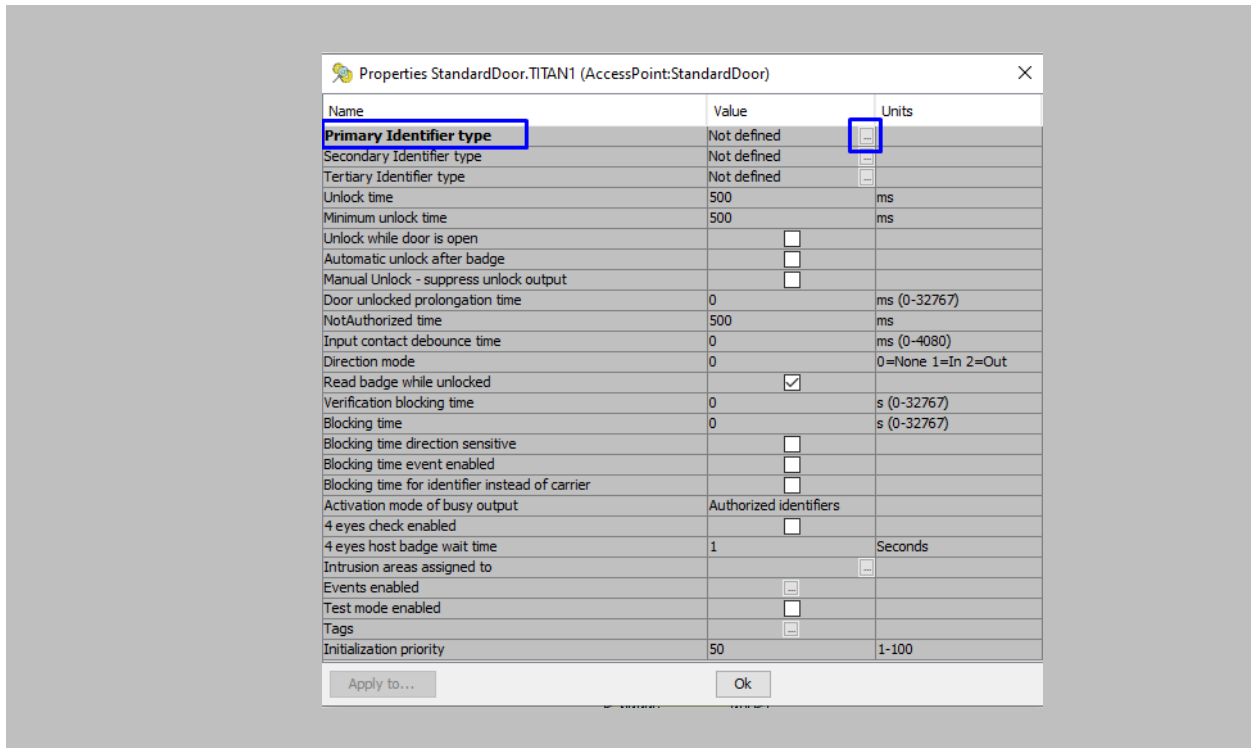 Properties StandardDoor.TITAN1 (AccessPoint:StandardDoor)
Name Value Units
Primary Identifier type Not defined ...
Secondary Identifier type Not defined ...
Tertiary Identifier type Not defined ...
Unlock time 500 ms
Minimum unlock time 500 ms
Unlock while door is open
Automatic unlock after badge
Manual Unlock - suppress unlock output
Door unlocked prolongation time 0 ms (0-32767)
NotAuthorized time 500 ms
Input contact debounce time 0 ms (0-4080)
Direction mode 0 0=None 1=In 2=Out
Read badge while unlocked
Verification blocking time 0 s (0-32767)
Blocking time 0 s (0-32767)
Blocking time direction sensitive
Blocking time event enabled
Blocking time for identifier instead of carrier
Activation mode of busy output Authorized identifiers
4 eyes check enabled
4 eyes host badge wait time 1 Seconds
Intrusion areas assigned to ...
Events enabled ...
Test mode enabled
Tags ...
Initialization priority 50 1-100
Apply to... Ok